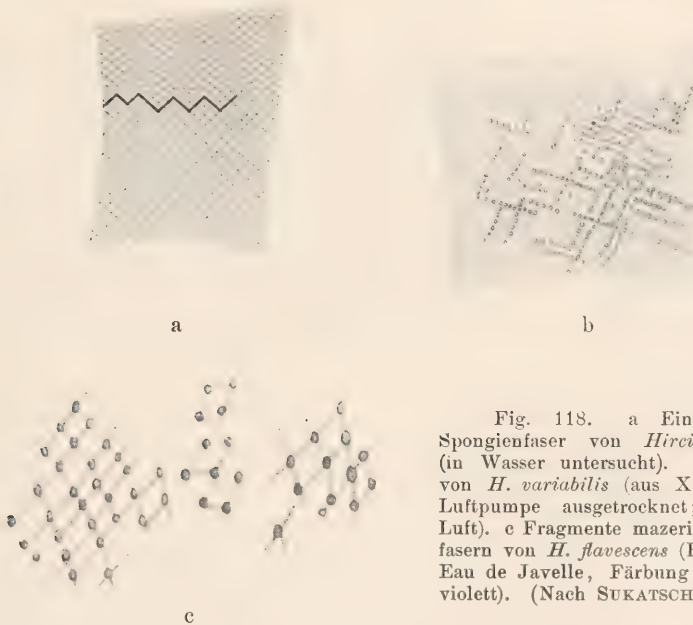 a
b
c
Fig. 118. a Ein
Spongienfaser von Hirci
(in Wasser untersucht).
von H. variabilis (aus X
Luftpumpe ausgetrocknet;
Luft). c Fragmente mazeri
fasern von H. flavescens (
Eau de Javelle, Färbung
violett). (Nach SUKATSCH